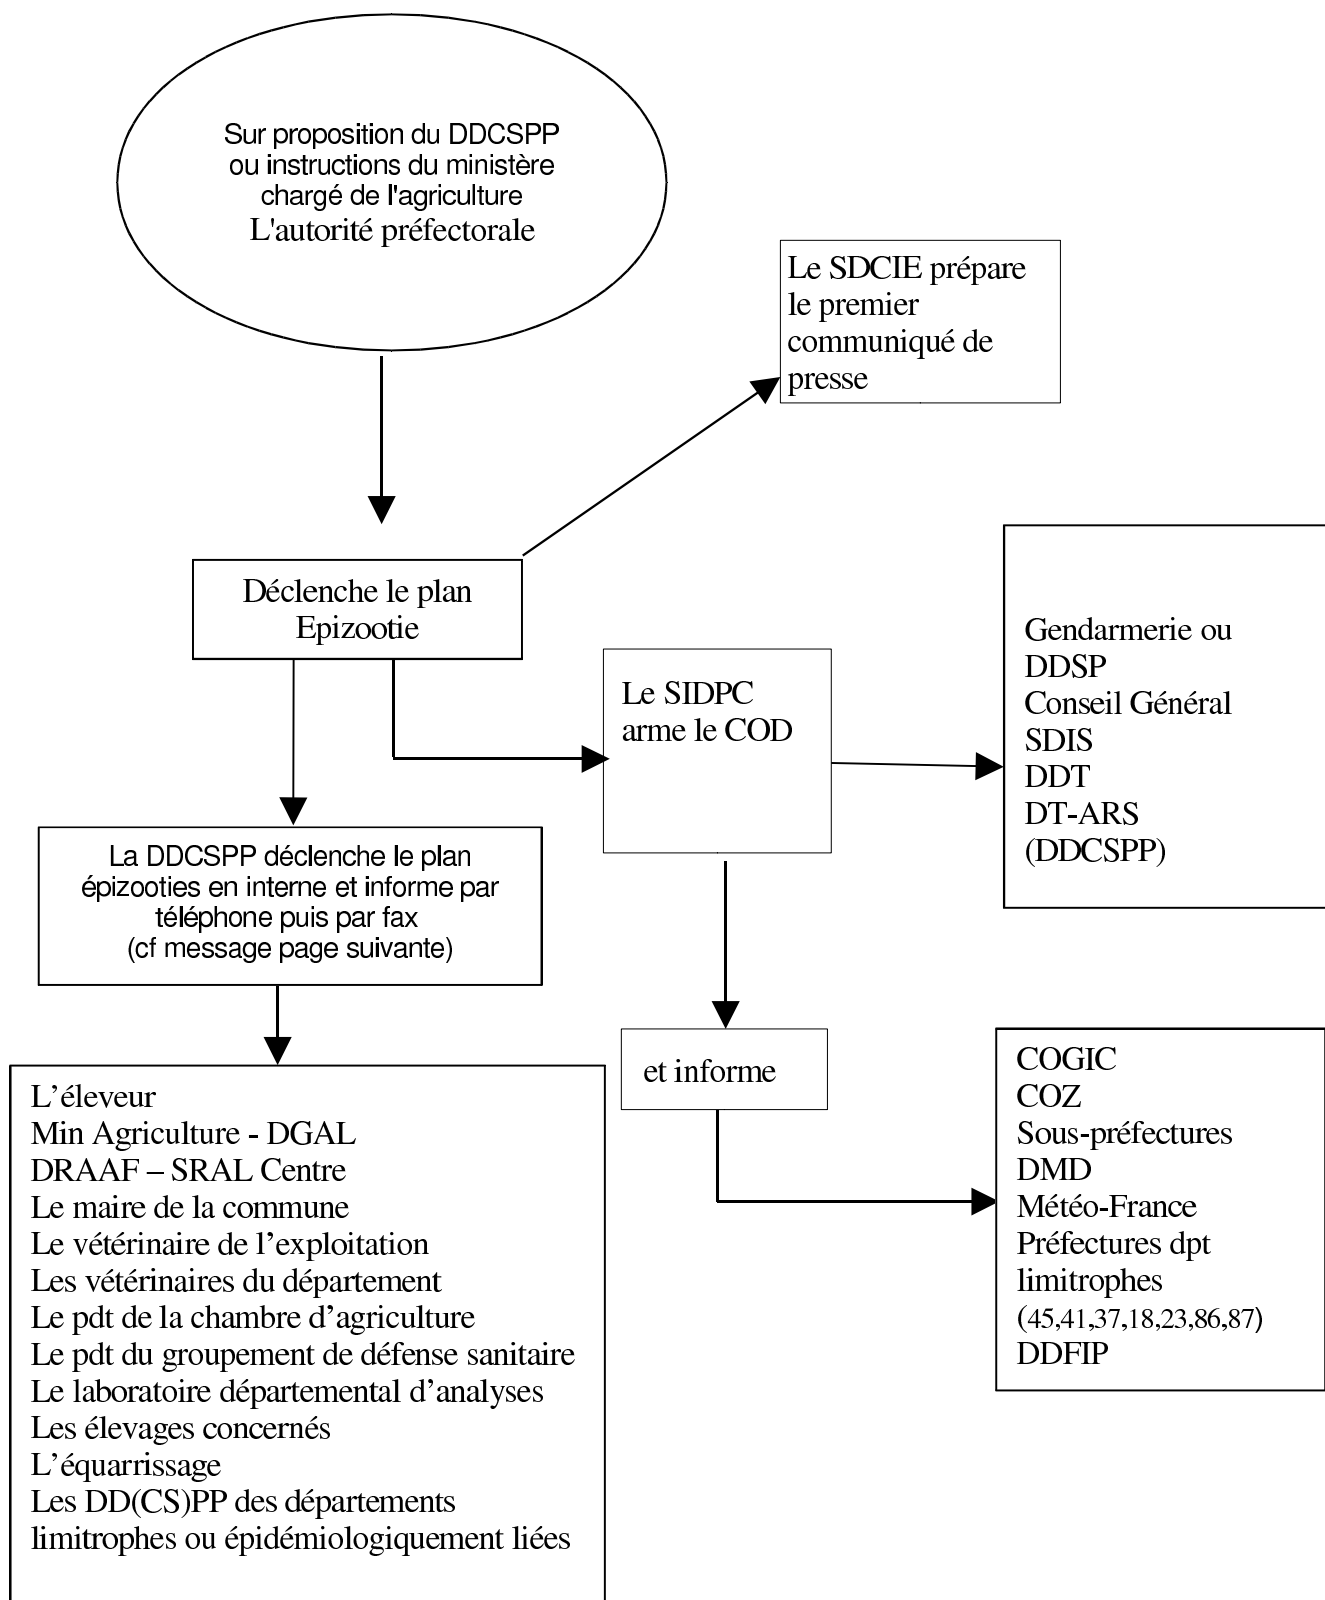 Sur proposition du DDCSPP
ou instructions du ministère
chargé de l'agriculture
L'autorité préfectorale
Le SDCIE prépare
le premier
communiqué de
presse
Déclenche le plan
Epizootie
Gendarmerie ou
DDSP
Conseil Général
SDIS
DDT
DT-ARS
(DDCSPP)
Le SIDPC
arme le COD
La DDCSPP déclenche le plan
épizooties en interne et informe par
téléphone puis par fax
(cf message page suivante)
et informe
COGIC
COZ
Sous-préfectures
DMD
Météo-France
Préfectures dpt
limitrophes
(45,41,37,18,23,86,87)
DDFIP
L’éleveur
Min Agriculture - DGAL
DRAAF – SRAL Centre
Le maire de la commune
Le vétérinaire de l’exploitation
Les vétérinaires du département
Le pdt de la chambre d’agriculture
Le pdt du groupement de défense sanitaire
Le laboratoire départemental d’analyses
Les élevages concernés
L’équarrissage
Les DD(CS)PP des départements
limitrophes ou épidémiologiquement liées